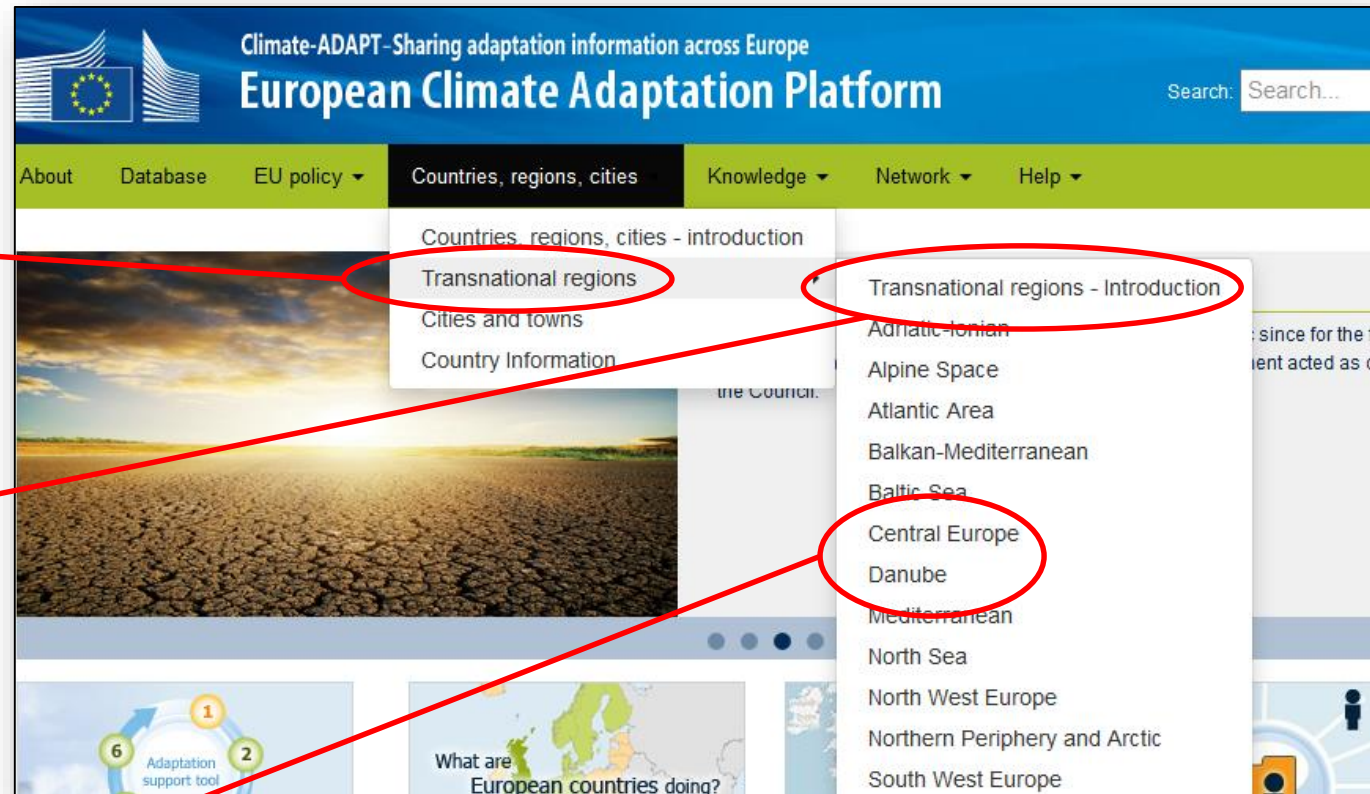 Climate-ADAPT-Sharing adaptation information across Europe
European Climate Adaptation Platform
Search: Search...
About Database EU policy Countries, regions, cities Knowledge Network Help
Countries, regions, cities - introduction
Transnational regions
Cities and towns
Country Information
Transnational regions - Introduction
Adriatic-Ionian
Alpine Space
Atlantic Area
Balkan-Mediterranean
Baltic Sea
Central Europe
Danube
Mediterranean
North Sea
North West Europe
Northern Periphery and Arctic
South West Europe
since for the
acted as
the Council.
1
2
6
Adaptation
support tool
What are
European countries doing?